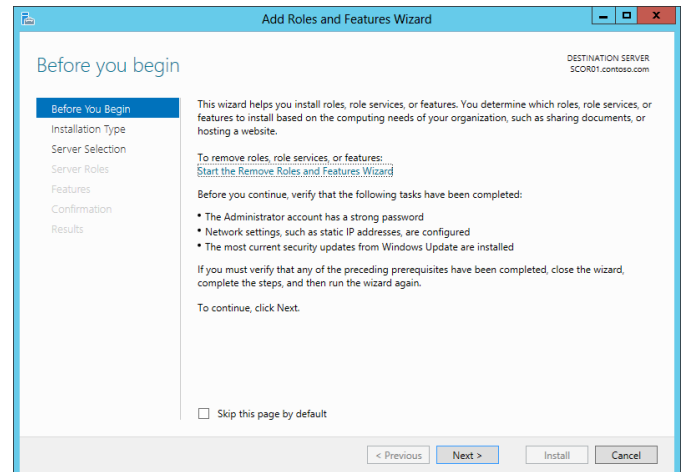 Add Roles and Features Wizard
Before you begin
DESTINATION SERVER
SCOR01.contoso.com
Before You Begin
Installation Type
Server Selection
Server Roles
Features
Confirmation
Results
This wizard helps you install roles, role services, or features. You determine which roles, role services, or
features to install based on the computing needs of your organization, such as sharing documents, or
hosting a website.
To remove roles, role services, or features:
Start the Remove Roles and Features Wizard
Before you continue, verify that the following tasks have been completed:
• The Administrator account has a strong password
• Network settings, such as static IP addresses, are configured
• The most current security updates from Windows Update are installed
If you must verify that any of the preceding prerequisites have been completed, close the wizard,
complete the steps, and then run the wizard again.
To continue, click Next.
Skip this page by default
< Previous
Next >
Install
Cancel